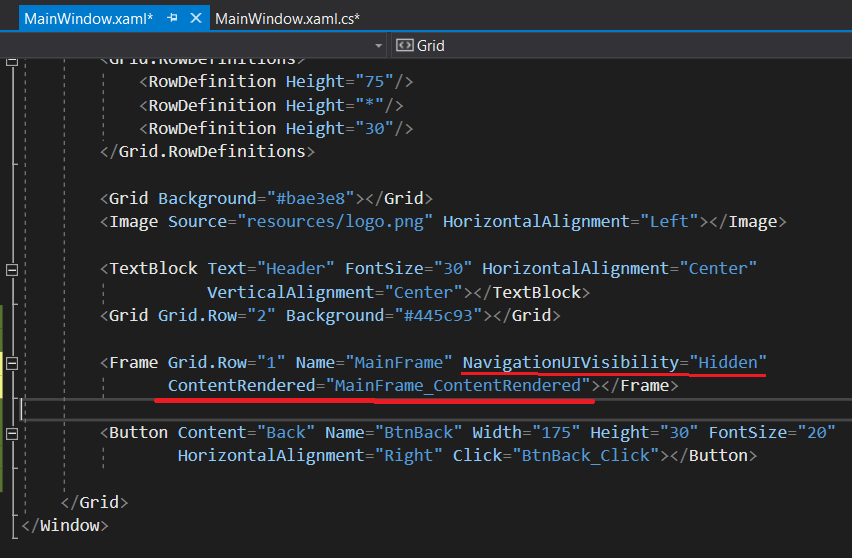 MainWindow.xaml* MainWindow.xaml.cs*
Grid
<Grid.RowDefinitions>
<RowDefinition Height="75"/>
<RowDefinition Height="*"/>
<RowDefinition Height="30"/>
</Grid.RowDefinitions>
<Grid Background="#bae3e8"></Grid>
<Image Source="resources/logo.png" HorizontalAlignment="Left"></Image>
<TextBlock Text="Header" FontSize="30" HorizontalAlignment="Center"
VerticalAlignment="Center"></TextBlock>
<Grid Grid.Row="2" Background="#445c93"></Grid>
<Frame Grid.Row="1" Name="MainFrame" NavigationUIVisibility="Hidden"
ContentRendered="MainFrame_ContentRendered"></Frame>
<Button Content="Back" Name="BtnBack" Width="175" Height="30" FontSize="20"
HorizontalAlignment="Right" Click="BtnBack_Click"></Button>
</Grid>
</Window>